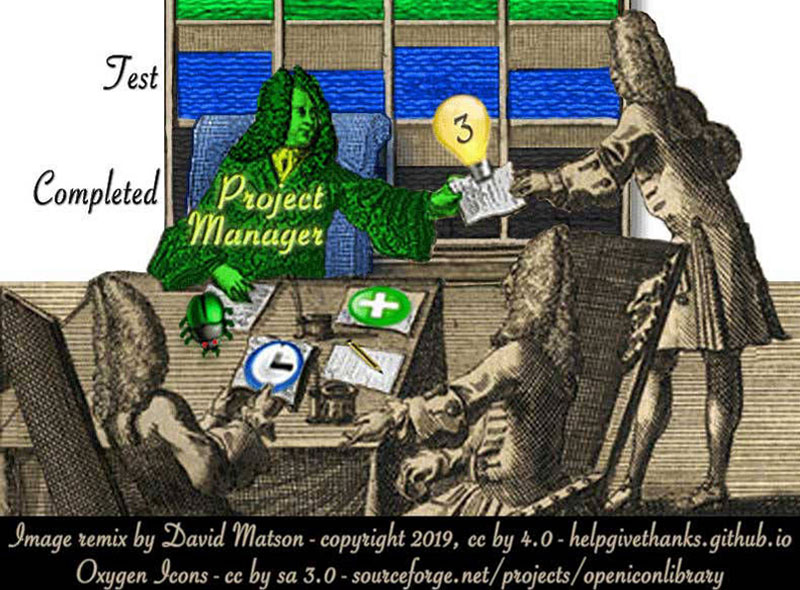 Test
3
Completed
Project
Manager
Image remix by David Matson - copyright 2019, cc by 4.0 - helpgivethanks.github.io
Oxygen Icons - cc by sa 3.0 - sourceforge.net/projects/openiconlibrary